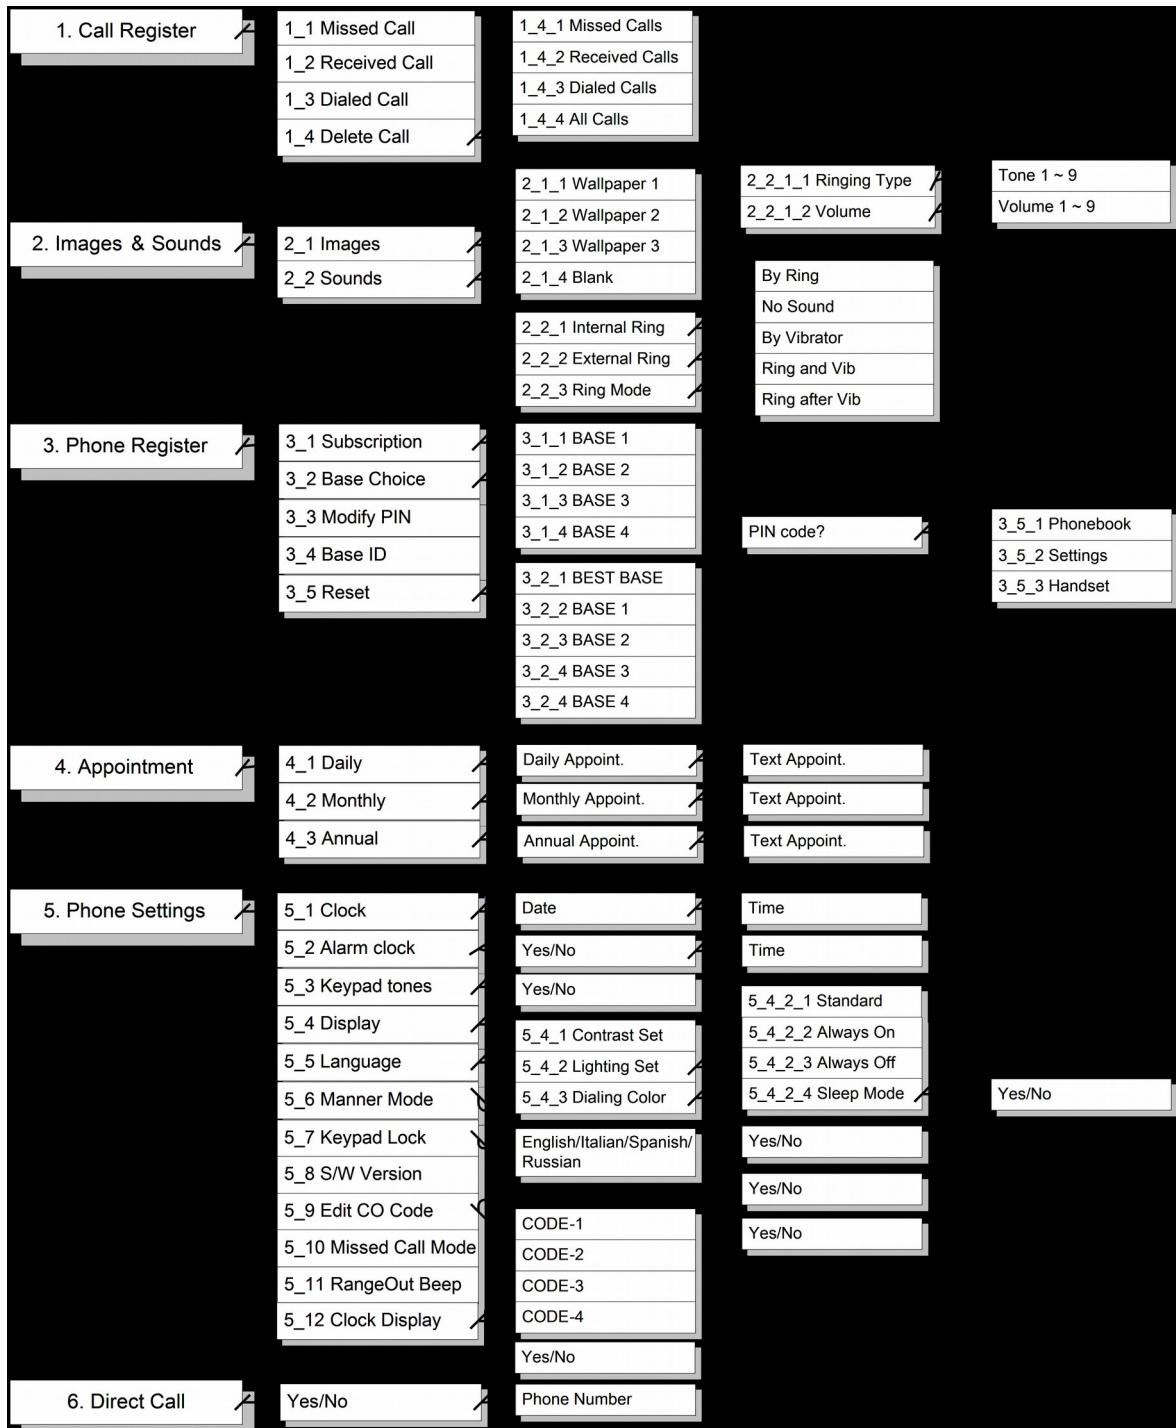 1. Call Register
1_1 Missed Call
1_2 Received Call
1_3 Dialed Call
1_4 Delete Call
1_4_1 Missed Calls
1_4_2 Received Calls
1_4_3 Dialed Calls
1_4_4 All Calls
2. Images & Sounds
2_1 Images
2_2 Sounds
2_1_1 Wallpaper 1
2_1_2 Wallpaper 2
2_1_3 Wallpaper 3
2_1_4 Blank
2_2_1 Internal Ring
2_2_2 External Ring
2_2_3 Ring Mode
2_2_1_1 Ringing Type
2_2_1_2 Volume
Tone 1 ~ 9
Volume 1 ~ 9
By Ring
No Sound
By Vibrator
Ring and Vib
Ring after Vib
3. Phone Register
3_1 Subscription
3_2 Base Choice
3_3 Modify PIN
3_4 Base ID
3_5 Reset
3_1_1 BASE 1
3_1_2 BASE 2
3_1_3 BASE 3
3_1_4 BASE 4
3_2_1 BEST BASE
3_2_2 BASE 1
3_2_3 BASE 2
3_2_4 BASE 3
3_2_4 BASE 4
PIN code?
3_5_1 Phonebook
3_5_2 Settings
3_5_3 Handset
4. Appointment
4_1 Daily
4_2 Monthly
4_3 Annual
Daily Appoint.
Monthly Appoint.
Annual Appoint.
Text Appoint.
Text Appoint.
Text Appoint.
5. Phone Settings
5_1 Clock
5_2 Alarm clock
5_3 Keypad tones
5_4 Display
5_5 Language
5_6 Manner Mode
5_7 Keypad Lock
5_8 S/W Version
5_9 Edit CO Code
5_10 Missed Call Mode
5_11 RangeOut Beep
5_12 Clock Display
Date
Yes/No
Yes/No
5_4_1 Contrast Set
5_4_2 Lighting Set
5_4_3 Dialing Color
English/Italian/Spanish/
Russian
CODE-1
CODE-2
CODE-3
CODE-4
Yes/No
Time
Time
5_4_2_1 Standard
5_4_2_2 Always On
5_4_2_3 Always Off
5_4_2_4 Sleep Mode
Yes/No
Yes/No
Yes/No
Yes/No
6. Direct Call
Yes/No
Phone Number